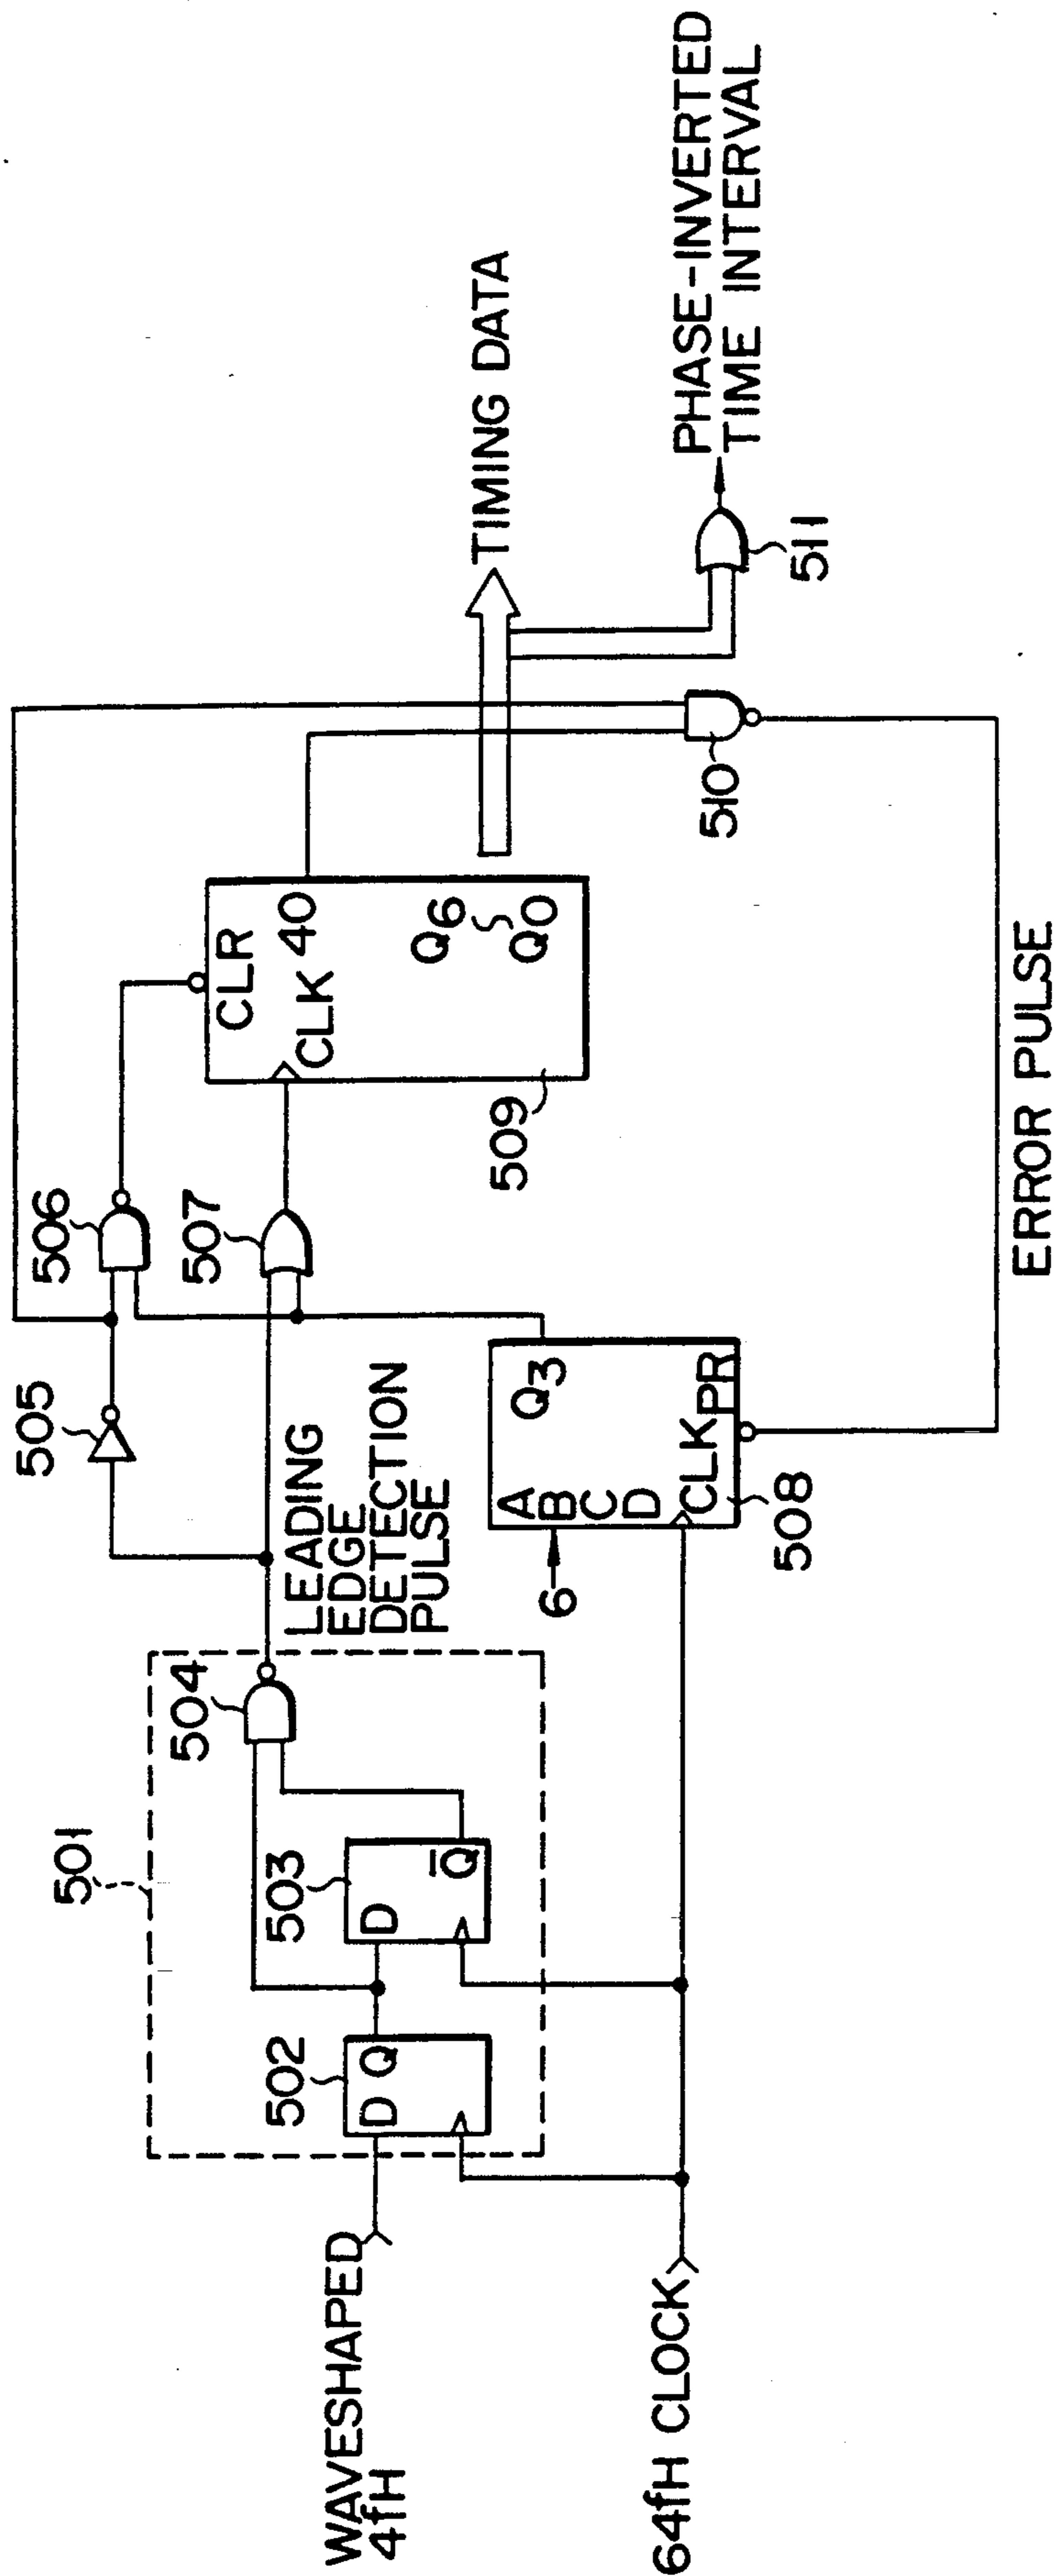 WAVESHAPED
4fH
64fH CLOCK
501
502
D Q
503
D
Q̅
504
LEADING
EDGE
DETECTION
PULSE
505
506
507
508
6
A
B
C
D
CLK
PR
Q3
509
CLR
CLK
40
Q6
Q0
510
511
TIMING DATA
PHASE-INVERTED
TIME INTERVAL
ERROR PULSE